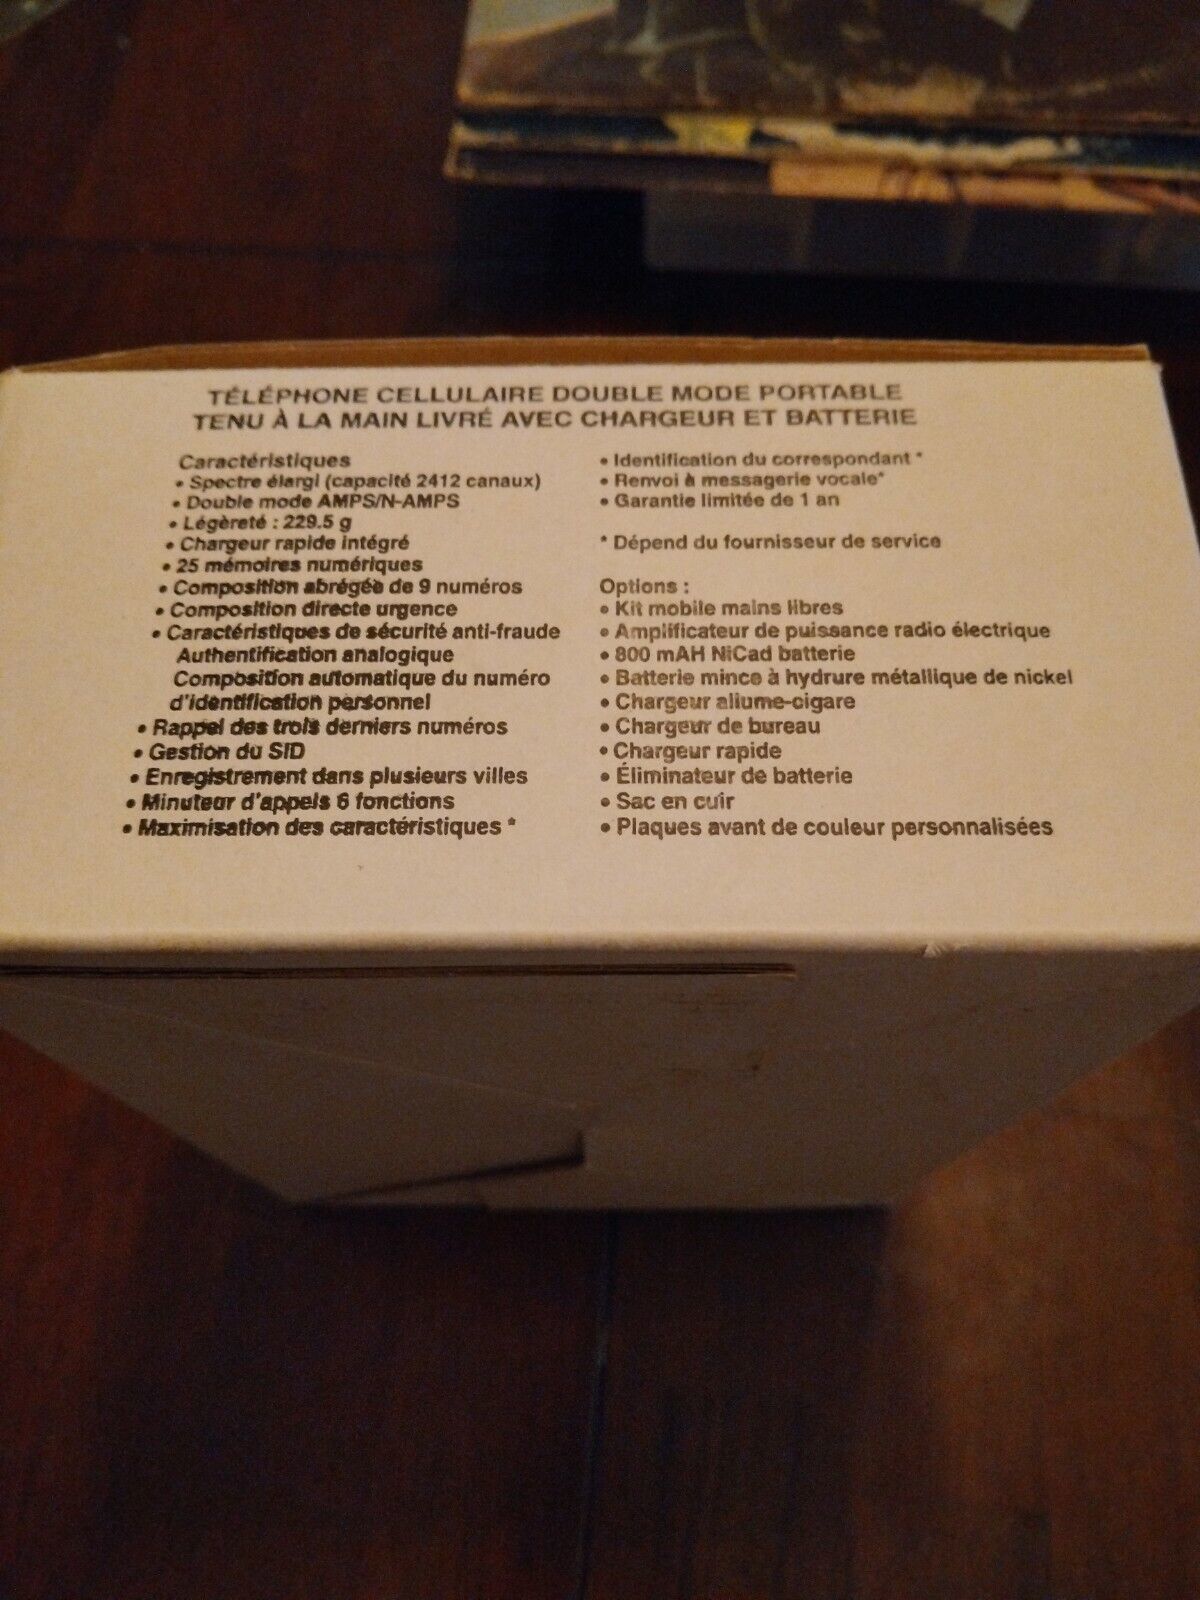 TÉLÉPHONE CELLULAIRE DOUBLE MODE PORTABLE
TENU À LA MAIN LIVRÉ AVEC CHARGEUR ET BATTERIE
Caractéristiques
• Spectre élargi (capacité 2412 canaux)
• Double mode AMPS/N-AMPS
• Légèreté : 229.5 g
• Chargeur rapide intégré
• 25 mémoires numériques
• Composition abrégée de 9 numéros
• Composition directe urgence
• Caractéristiques de sécurité anti-fraude
Authentification analogique
Composition automatique du numéro
d'identification personnel
• Rappel des trois derniers numéros
• Gestion du SID
• Enregistrement dans plusieurs villes
• Minuteur d'appels 6 fonctions
• Maximisation des caractéristiques *
• Identification du correspondant *
• Renvoi à messagerie vocale*
• Garantie limitée de 1 an
* Dépend du fournisseur de service
Options :
• Kit mobile mains libres
• Amplificateur de puissance radio électrique
• 800 mAH NiCad batterie
• Batterie mince à hydrure métallique de nickel
• Chargeur allume-cigare
• Chargeur de bureau
• Chargeur rapide
• Éliminateur de batterie
• Sac en cuir
• Plaques avant de couleur personnalisées